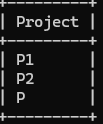 +---------+
| Project |
+---------+
| P1      |
| P2      |
| P       |
+---------+